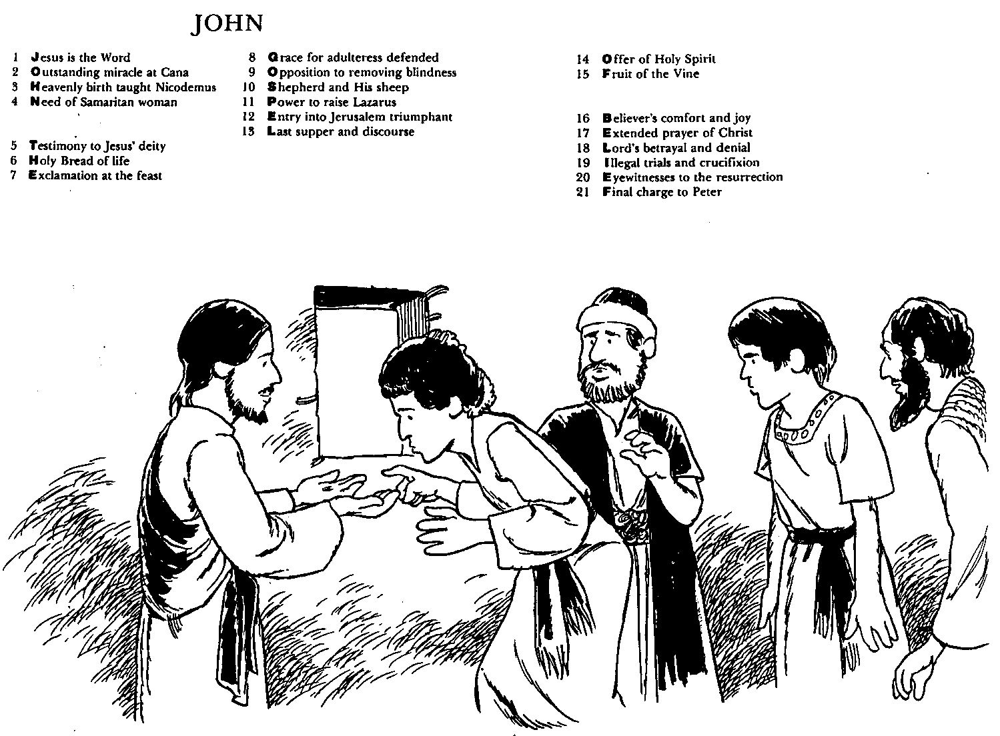 JOHN
1 Jesus is the Word
2 Outstanding miracle at Cana
3 Heavenly birth taught Nicodemus
4 Need of Samaritan woman
5 Testimony to Jesus' deity
6 Holy Bread of life
7 Exclamation at the feast
8 Grace for adulteress defended
9 Opposition to removing blindness
10 Shepherd and His sheep
11 Power to raise Lazarus
12 Entry into Jerusalem triumphant
13 Last supper and discourse
14 Offer of Holy Spirit
15 Fruit of the Vine
16 Believer's comfort and joy
17 Extended prayer of Christ
18 Lord's betrayal and denial
19 Illegal trials and crucifixion
20 Eyewitnesses to the resurrection
21 Final charge to Peter